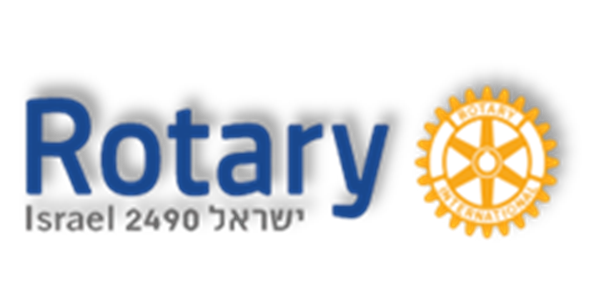 Rotary
Israel 2490 ישראל
ROTARY
INTERNATIONAL